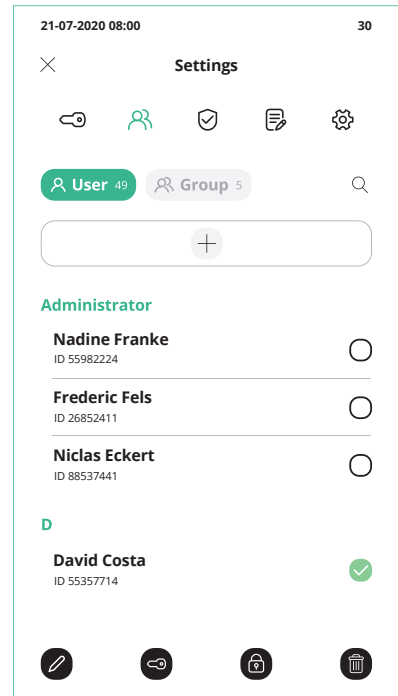 21-07-2020 08:00 30
Settings
User 49 Group 5
Administrator
Nadine Franke
ID 55982224
Frederic Fels
ID 26852411
Niclas Eckert
ID 88537441
D
David Costa
ID 55357714